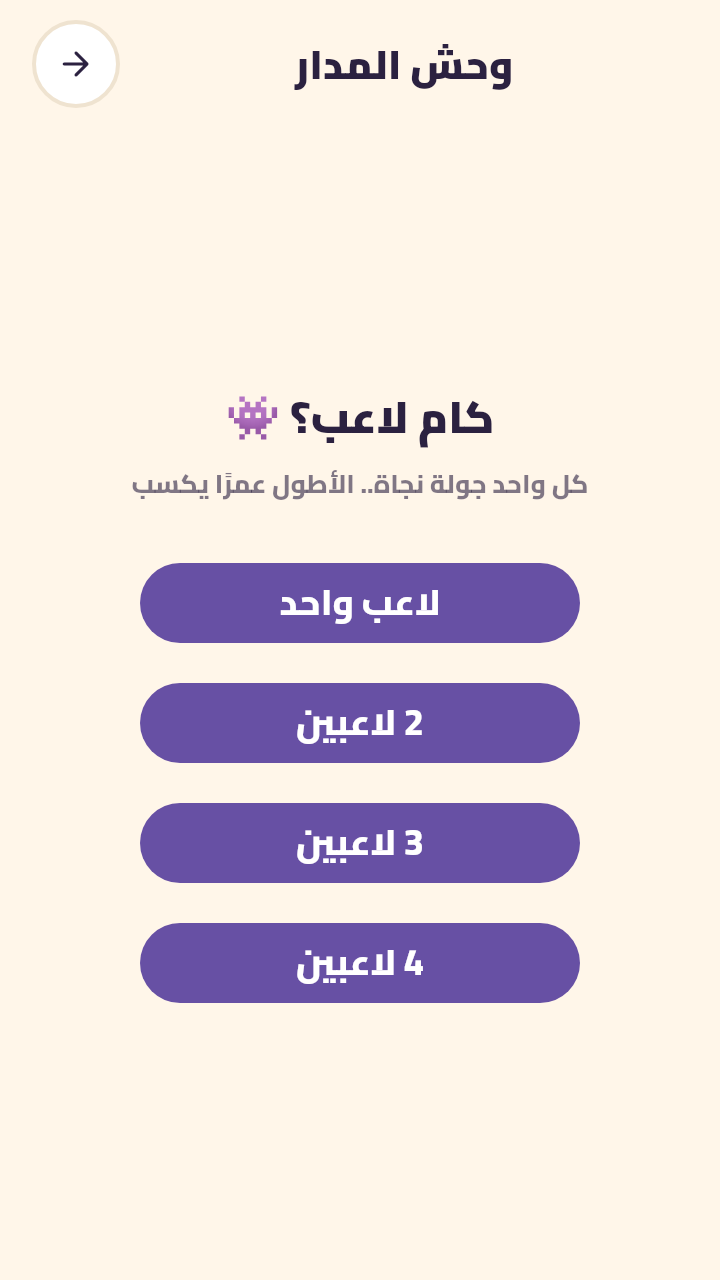 وحش المدار
كام لاعب؟ 👾
كل واحد جولة نجاة.. الأطول عمرًا يكسب
لاعب واحد
2 لاعبين
3 لاعبين
4 لاعبين